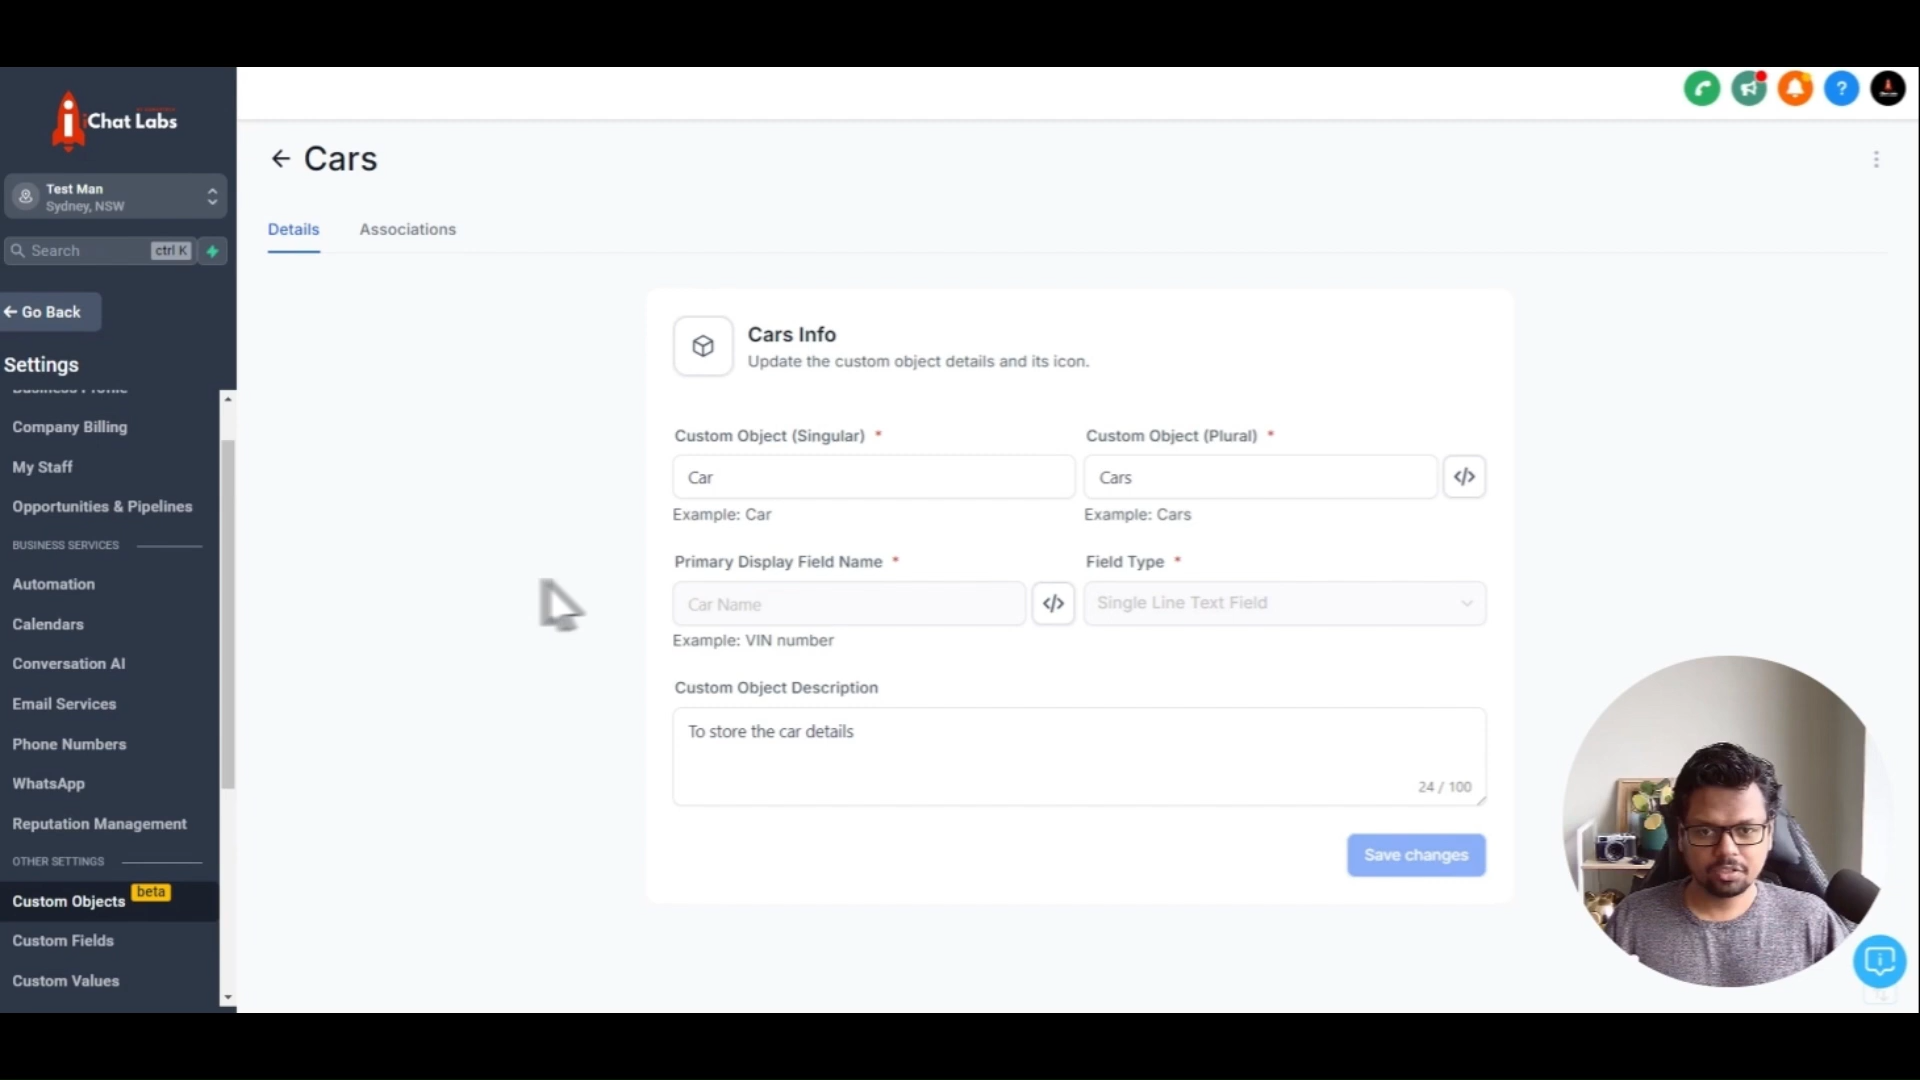 iChat Labs
Test Man
Sydney, NSW
Search
ctrl K
Go Back
Settings
Business Profile
Company Billing
My Staff
Opportunities & Pipelines
BUSINESS SERVICES
Automation
Calendars
Conversation AI
Email Services
Phone Numbers
WhatsApp
Reputation Management
OTHER SETTINGS
Custom Objects beta
Custom Fields
Custom Values
Cars
Details
Associations
Cars Info
Update the custom object details and its icon.
Custom Object (Singular) *
Custom Object (Plural) *
Car
Cars
</>
Example: Car
Example: Cars
Primary Display Field Name *
Field Type *
Car Name
</>
Single Line Text Field
Example: VIN number
Custom Object Description
To store the car details
24 / 100
Save changes
?